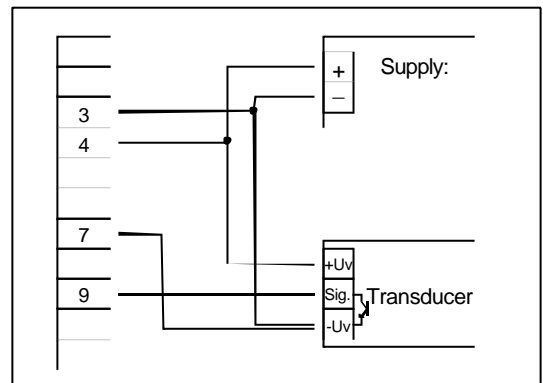 + Supply:
–
3
4
7
+Uv
9 Sig. Transducer
-Uv